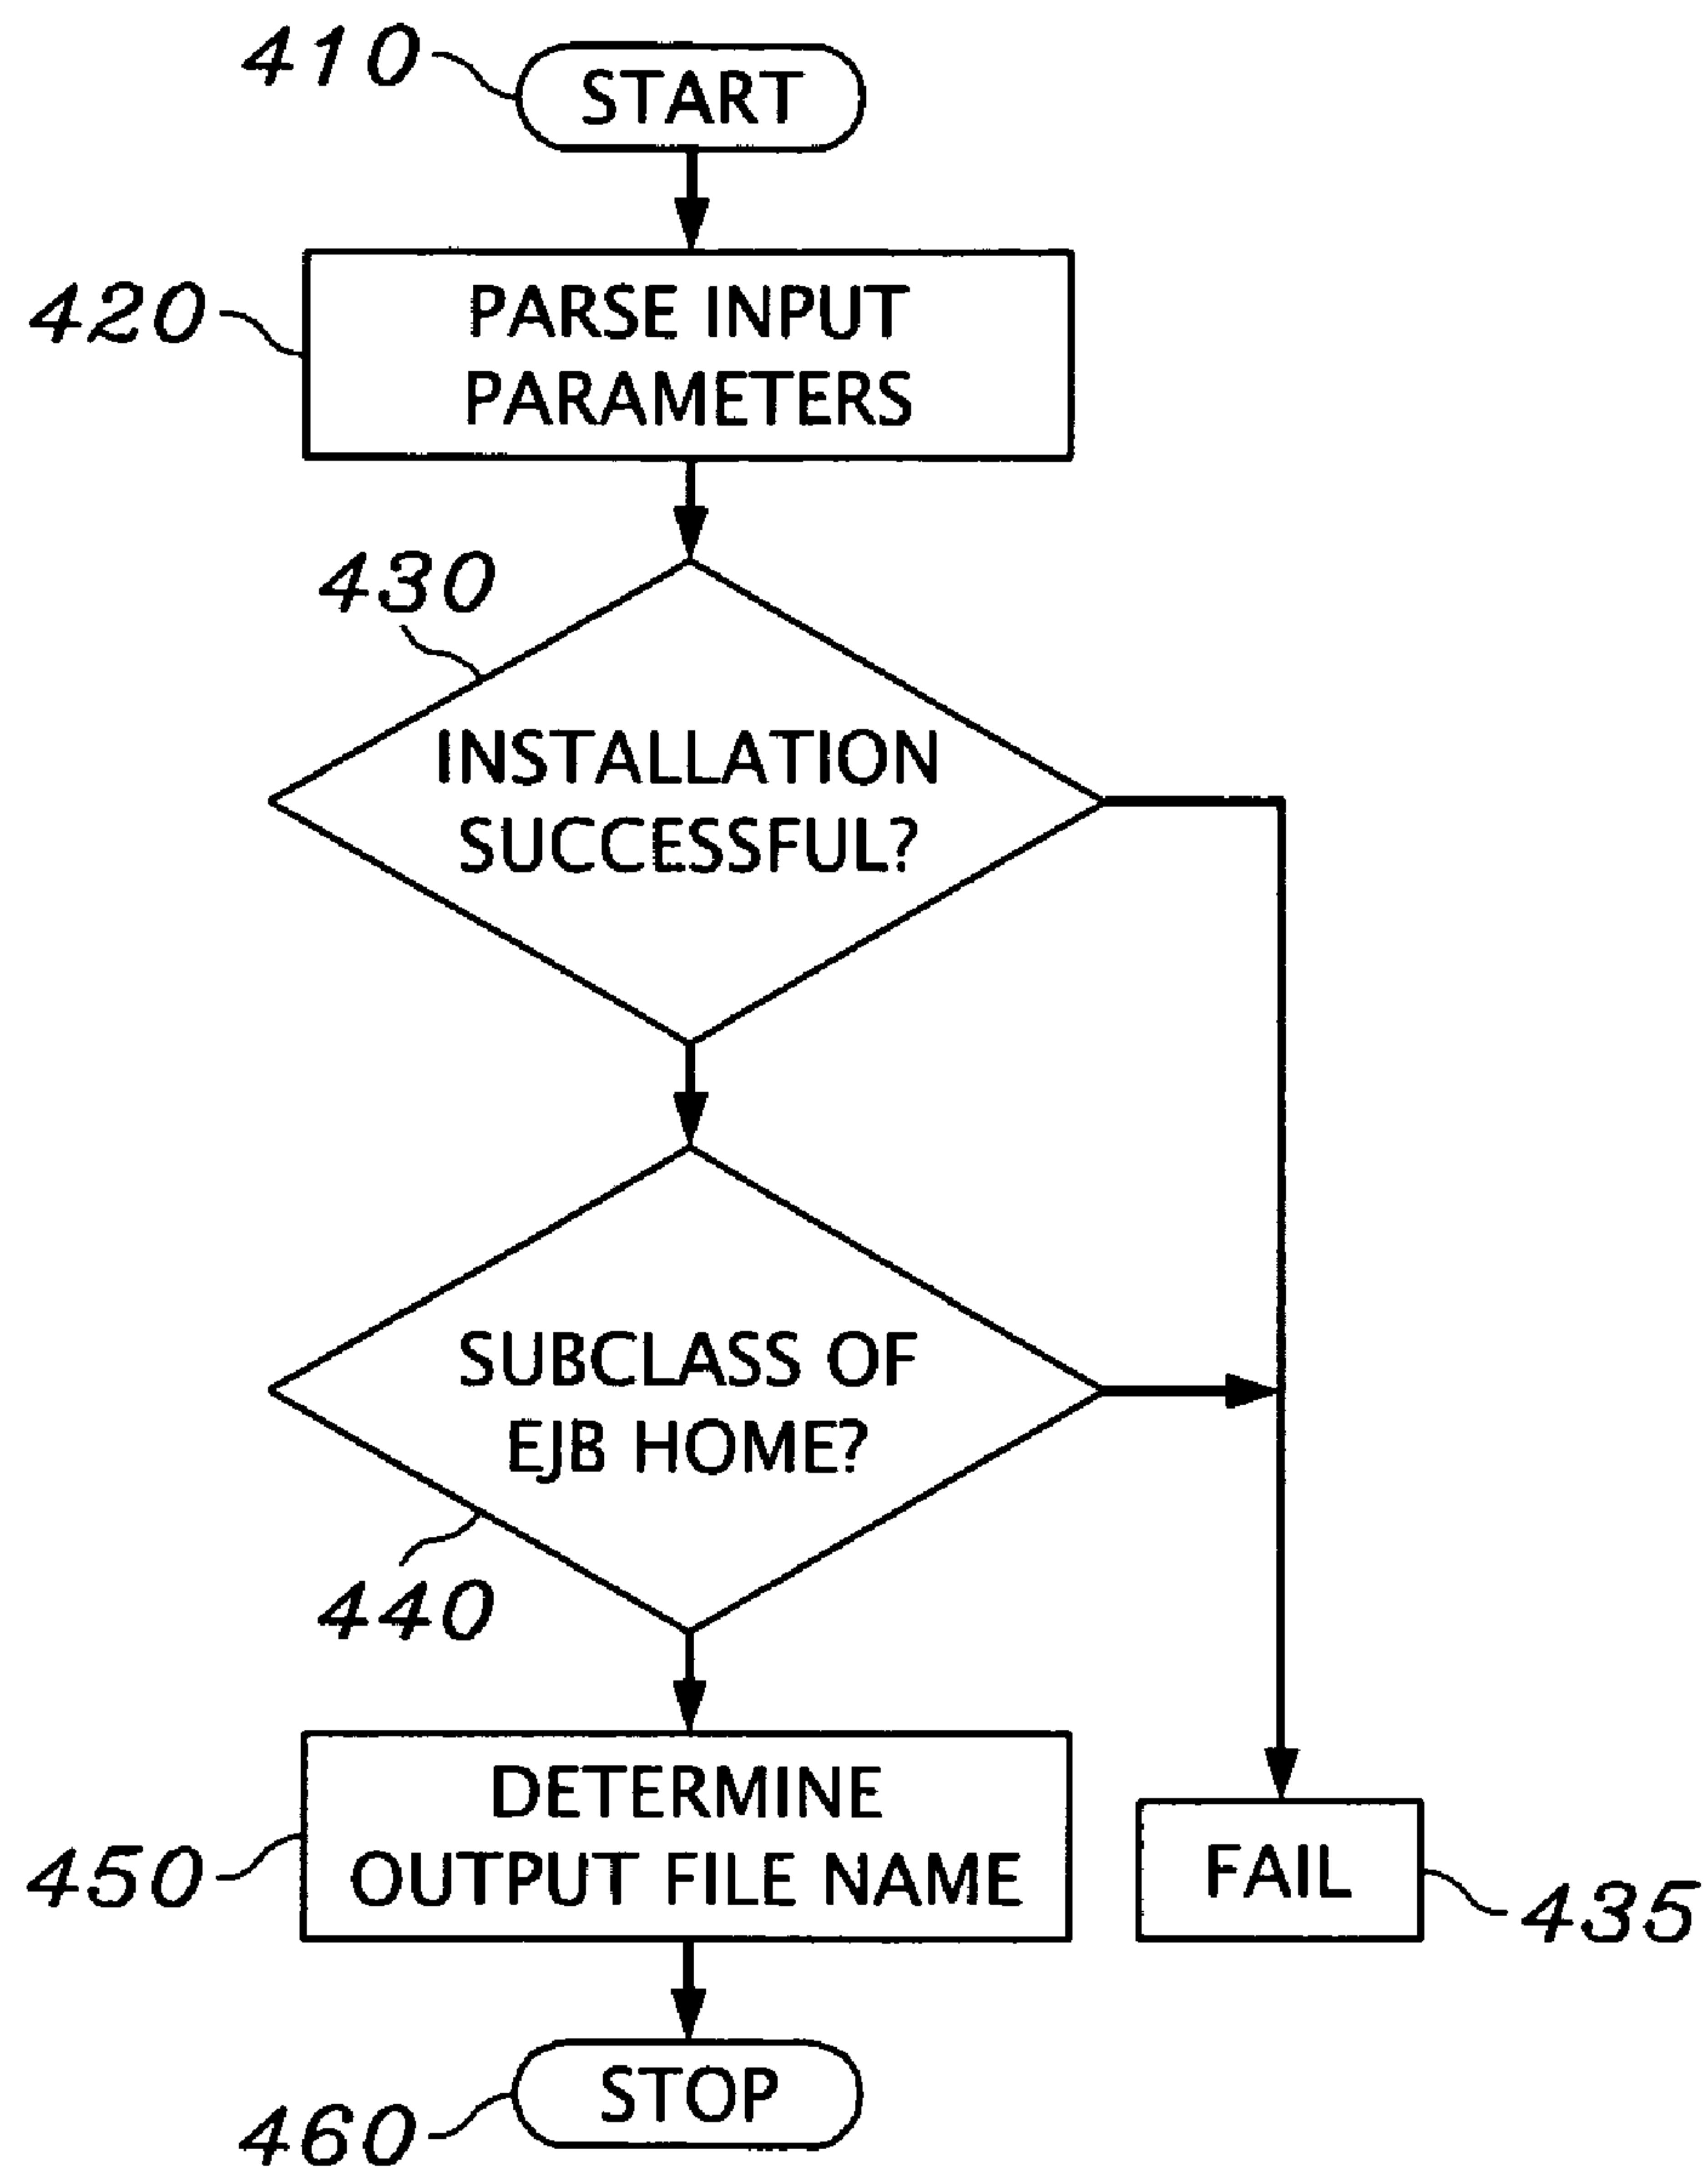 410
START
420
PARSE INPUT
PARAMETERS
430
INSTALLATION
SUCCESSFUL?
SUBCLASS OF
EJB HOME?
440
DETERMINE
OUTPUT FILE NAME
450
FAIL
435
STOP
460